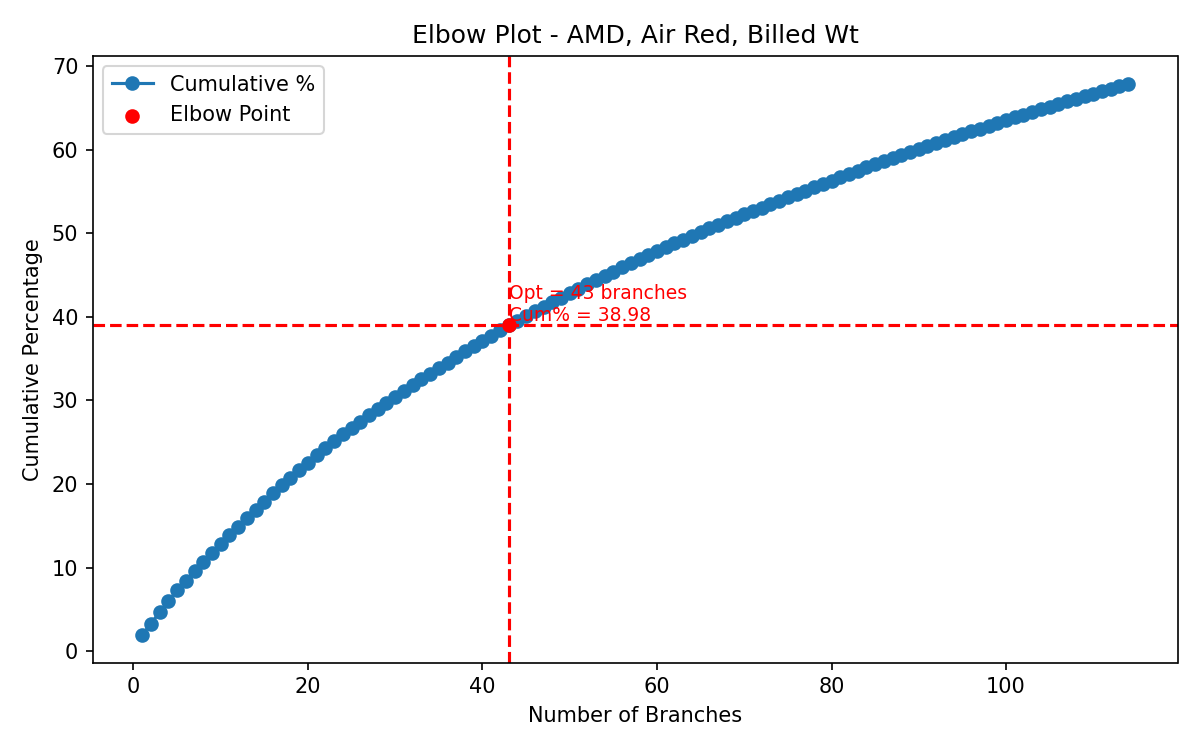 Elbow Plot - AMD, Air Red, Billed Wt
Cumulative %
Elbow Point
70
60
50
40
30
20
10
0
Cumulative Percentage
Opt = 43 branches
Cum% = 38.98
0 20 40 60 80 100
Number of Branches